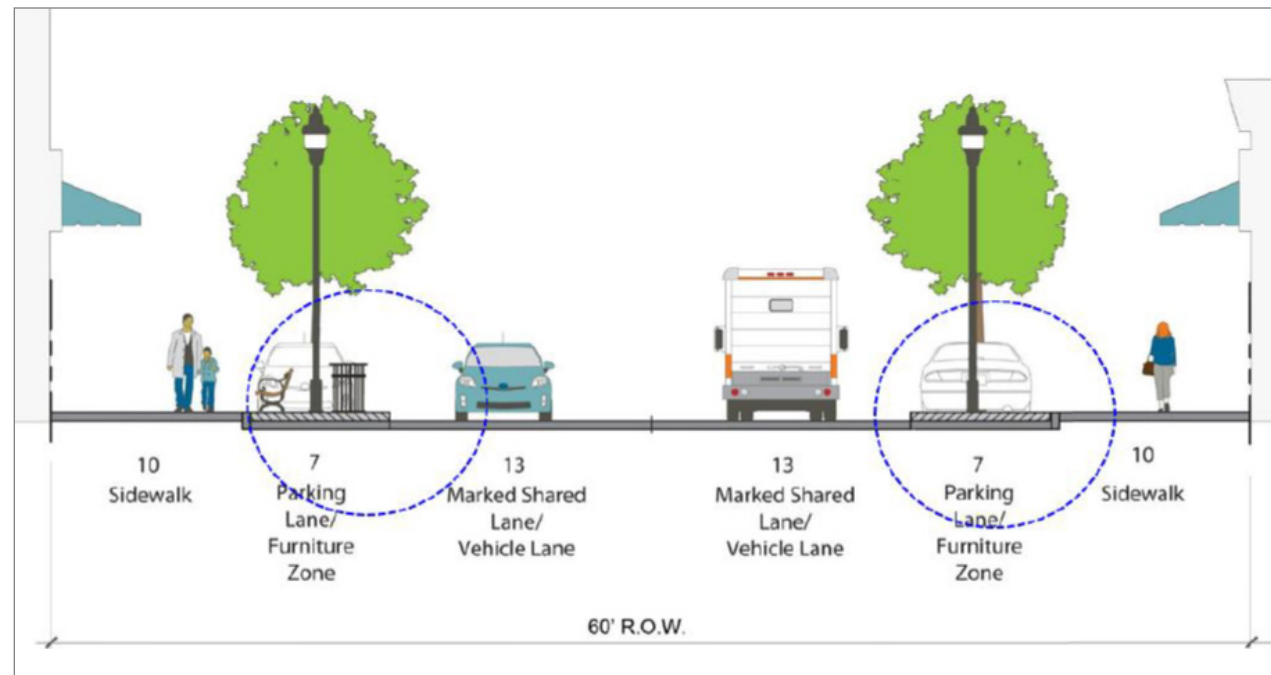 10
Sidewalk
7
Parking
Lane/
Furniture
Zone
13
Marked Shared
Lane/
Vehicle Lane
13
Marked Shared
Lane/
Vehicle Lane
7
Parking
Lane/
Furniture
Zone
10
Sidewalk
60' R.O.W.